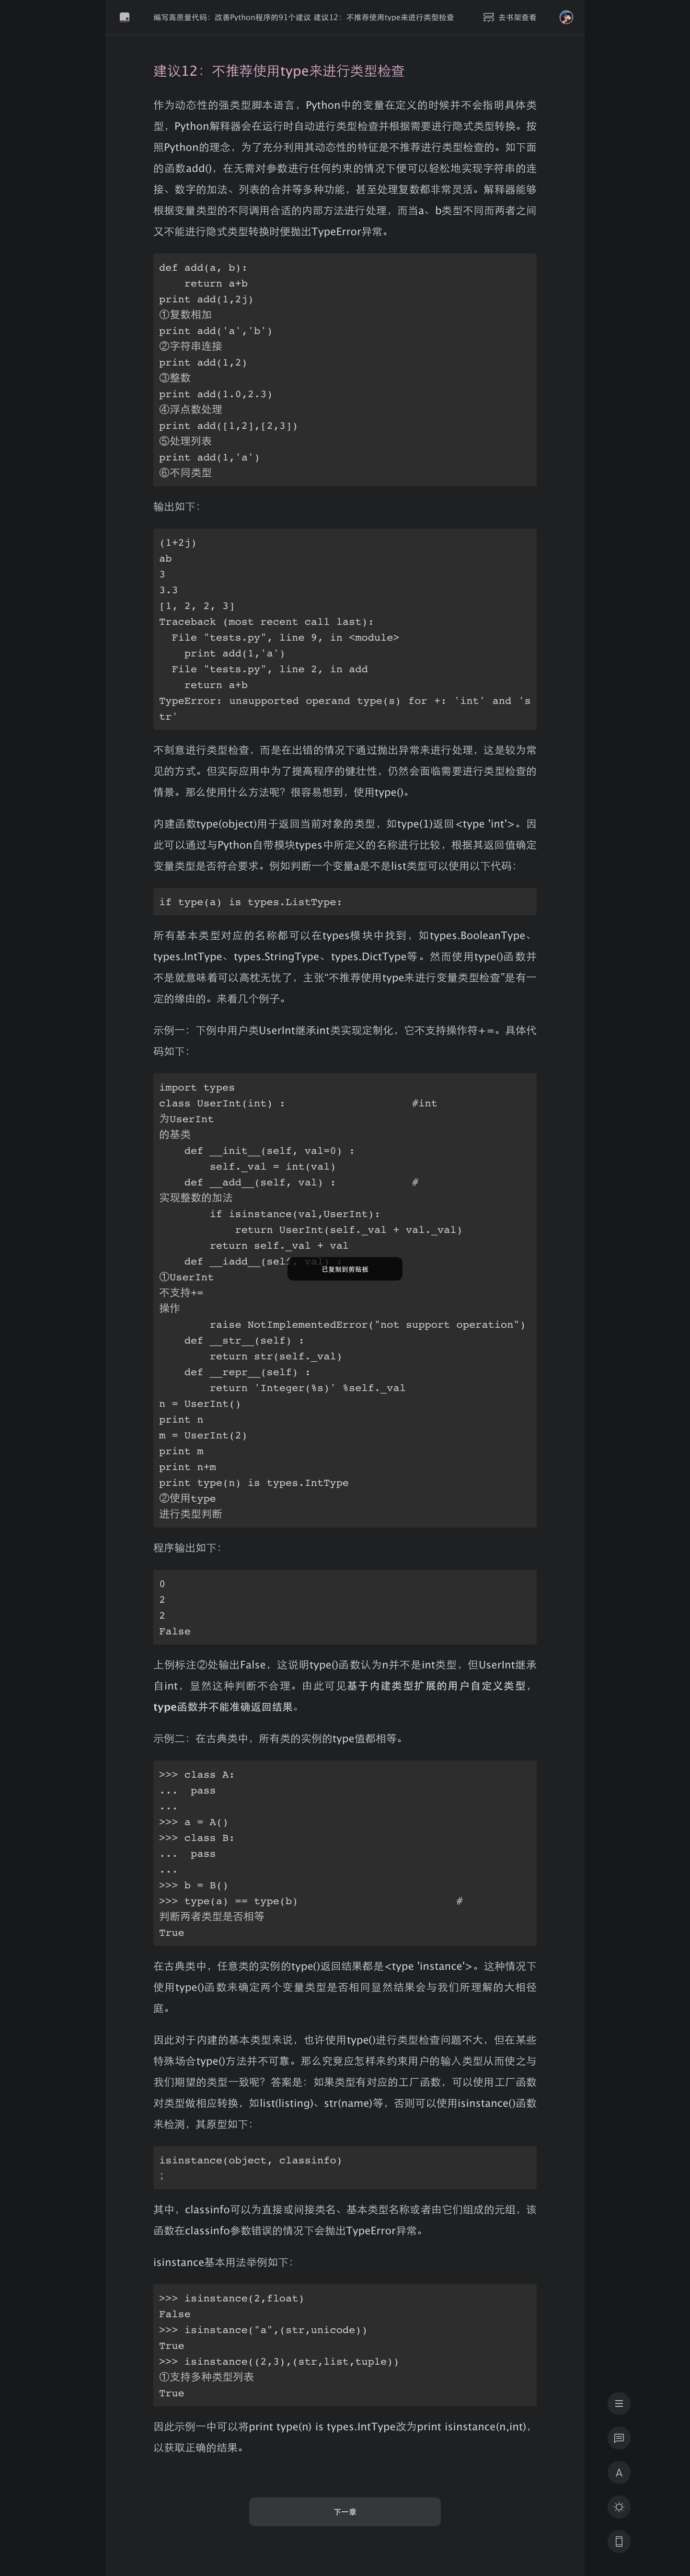 编写高质量代码：改善Python程序的91个建议 建议12：不推荐使用type来进行类型检查
去书架查看
建议12：不推荐使用type来进行类型检查
作为动态性的强类型脚本语言，Python中的变量在定义的时候并不会指明具体类
型，Python解释器会在运行时自动进行类型检查并根据需要进行隐式类型转换。按
照Python的理念，为了充分利用其动态性的特征是不推荐进行类型检查的。如下面
的函数add()，在无需对参数进行任何约束的情况下便可以轻松地实现字符串的连
接、数字的加法、列表的合并等多种功能，甚至处理复数都非常灵活。解释器能够
根据变量类型的不同调用合适的内部方法进行处理，而当a、b类型不同而两者之间
又不能进行隐式类型转换时便抛出TypeError异常。
def add(a, b):
    return a+b
print add(1,2j)
①复数相加
print add('a','b')
②字符串连接
print add(1,2)
③整数
print add(1.0,2.3)
④浮点数处理
print add([1,2],[2,3])
⑤处理列表
print add(1,'a')
⑥不同类型
输出如下：
(1+2j)
ab
3
3.3
[1, 2, 2, 3]
Traceback (most recent call last):
  File "tests.py", line 9, in <module>
    print add(1,'a')
  File "tests.py", line 2, in add
    return a+b
TypeError: unsupported operand type(s) for +: 'int' and 's
tr'
不刻意进行类型检查，而是在出错的情况下通过抛出异常来进行处理，这是较为常
见的方式。但实际应用中为了提高程序的健壮性，仍然会面临需要进行类型检查的
情景。那么使用什么方法呢？很容易想到，使用type()。
内建函数type(object)用于返回当前对象的类型，如type(1)返回<type 'int'>。因
此可以通过与Python自带模块types中所定义的名称进行比较，根据其返回值确定
变量类型是否符合要求。例如判断一个变量a是不是list类型可以使用以下代码：
if type(a) is types.ListType:
所有基本类型对应的名称都可以在types模块中找到，如types.BooleanType、
types.IntType、types.StringType、types.DictType等。然而使用type()函数并
不是就意味着可以高枕无忧了，主张“不推荐使用type来进行变量类型检查”是有一
定的缘由的。来看几个例子。
示例一：下例中用户类UserInt继承int类实现定制化，它不支持操作符+=。具体代
码如下：
import types
class UserInt(int) :                    #int
为UserInt
的基类
    def __init__(self, val=0) :
        self._val = int(val)
    def __add__(self, val) :            #
实现整数的加法
        if isinstance(val,UserInt):
            return UserInt(self._val + val._val)
        return self._val + val
    def __iadd__(self, val) :
已复制到剪贴板
①UserInt
不支持+=
操作
        raise NotImplementedError("not support operation")
    def __str__(self) :
        return str(self._val)
    def __repr__(self) :
        return 'Integer(%s)' %self._val
n = UserInt()
print n
m = UserInt(2)
print m
print n+m
print type(n) is types.IntType
②使用type
进行类型判断
程序输出如下：
0
2
2
False
上例标注②处输出False，这说明type()函数认为n并不是int类型，但UserInt继承
自int，显然这种判断不合理。由此可见基于内建类型扩展的用户自定义类型，
type函数并不能准确返回结果。
示例二：在古典类中，所有类的实例的type值都相等。
>>> class A:
...  pass
...
>>> a = A()
>>> class B:
...  pass
...
>>> b = B()
>>> type(a) == type(b)                         #
判断两者类型是否相等
True
在古典类中，任意类的实例的type()返回结果都是<type 'instance'>。这种情况下
使用type()函数来确定两个变量类型是否相同显然结果会与我们所理解的大相径
庭。
因此对于内建的基本类型来说，也许使用type()进行类型检查问题不大，但在某些
特殊场合type()方法并不可靠。那么究竟应怎样来约束用户的输入类型从而使之与
我们期望的类型一致呢？答案是：如果类型有对应的工厂函数，可以使用工厂函数
对类型做相应转换，如list(listing)、str(name)等，否则可以使用isinstance()函数
来检测，其原型如下：
isinstance(object, classinfo)
;
其中，classinfo可以为直接或间接类名、基本类型名称或者由它们组成的元组，该
函数在classinfo参数错误的情况下会抛出TypeError异常。
isinstance基本用法举例如下：
>>> isinstance(2,float)
False
>>> isinstance("a",(str,unicode))
True
>>> isinstance((2,3),(str,list,tuple))
①支持多种类型列表
True
因此示例一中可以将print type(n) is types.IntType改为print isinstance(n,int)，
以获取正确的结果。
下一章
A